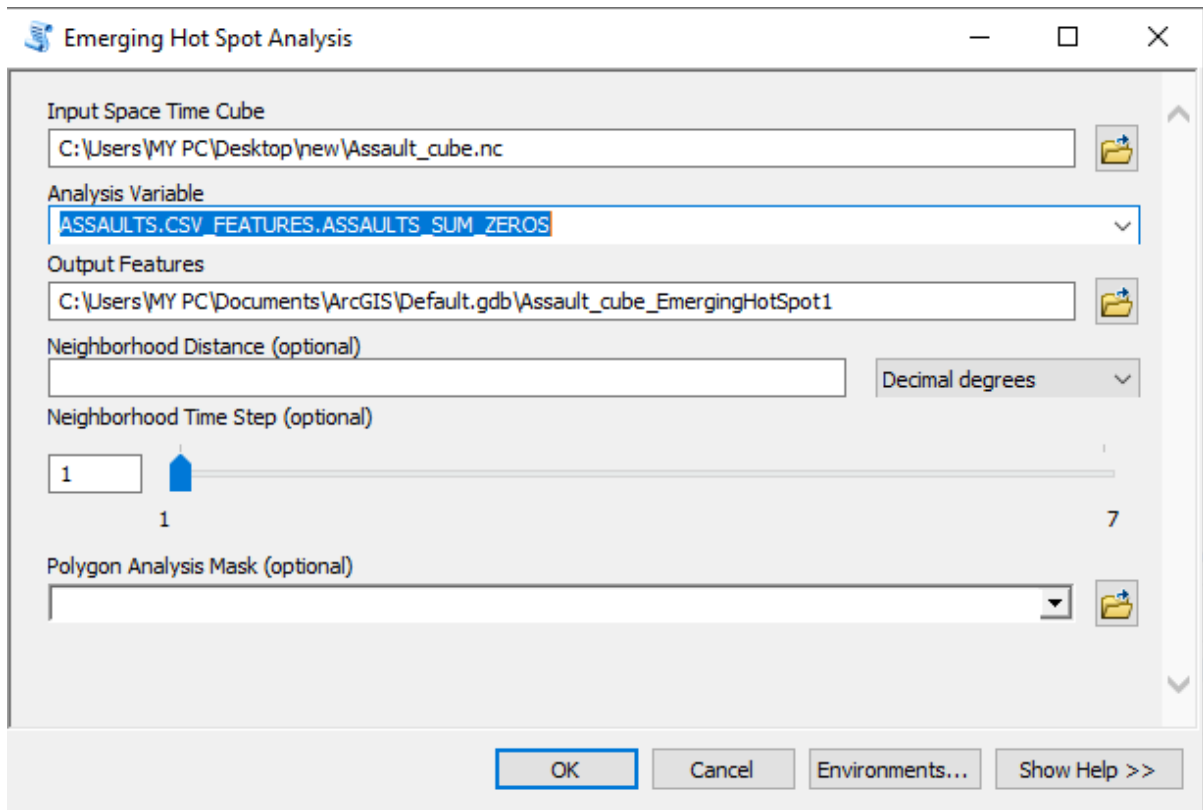 Emerging Hot Spot Analysis
Input Space Time Cube
C:\Users\MY PC\Desktop\new\Assault_cube.nc
Analysis Variable
ASSAULTS.CSV_FEATURES.ASSAULTS_SUM_ZEROS
Output Features
C:\Users\MY PC\Documents\ArcGIS\Default.gdb\Assault_cube_EmergingHotSpot1
Neighborhood Distance (optional)
Decimal degrees
Neighborhood Time Step (optional)
1
1 7
Polygon Analysis Mask (optional)
OK Cancel Environments... Show Help >>